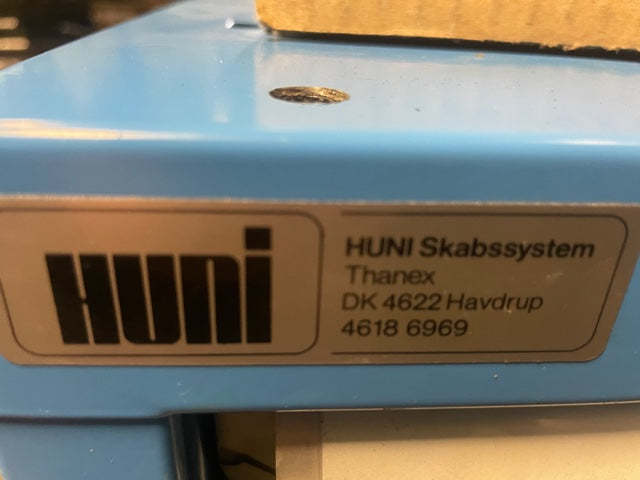 HUNi
HUNI Skabssystem
Thanex
DK 4622 Havdrup
4618 6969